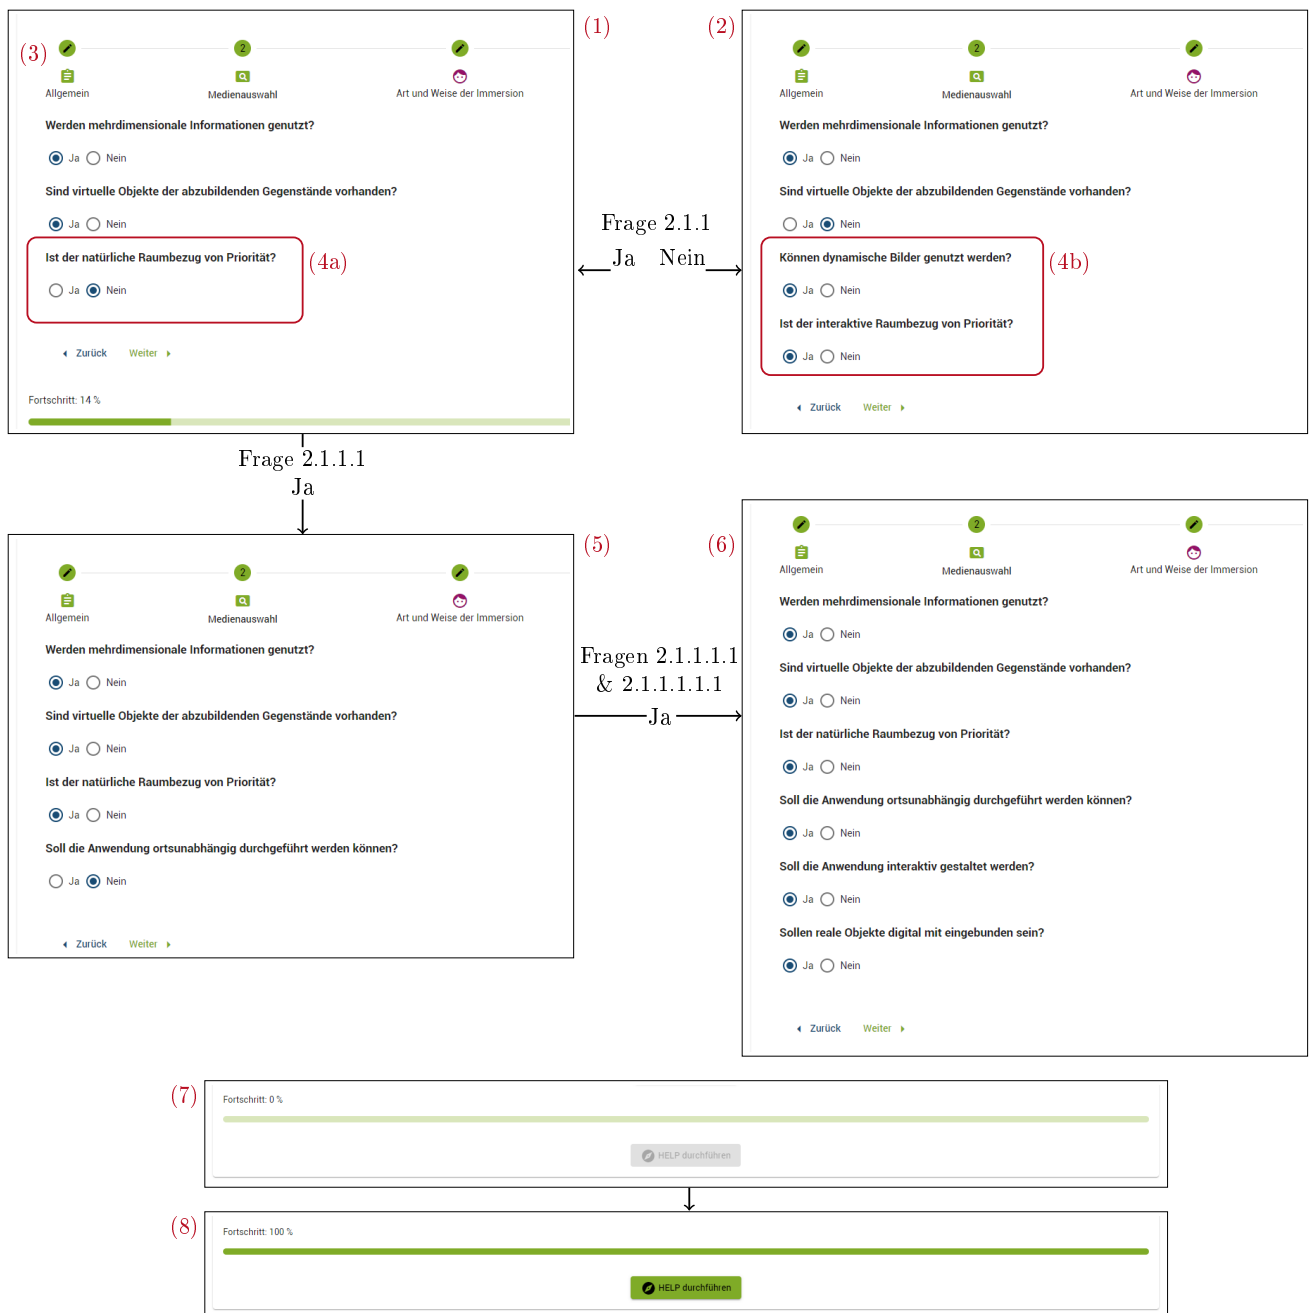 (1)
(3)
2
Allgemein
Medienauswahl
Art und Weise der Immersion
Werden mehrdimensionale Informationen genutzt?
Ja Nein
Sind virtuelle Objekte der abzubildenden Gegenstände vorhanden?
Ja Nein
Ist der natürliche Raumbezug von Priorität?
(4a)
Ja Nein
Zurück Weiter
Fortschritt: 14 %
Frage 2.1.1
Ja Nein
(2)
2
Allgemein
Medienauswahl
Art und Weise der Immersion
Werden mehrdimensionale Informationen genutzt?
Ja Nein
Sind virtuelle Objekte der abzubildenden Gegenstände vorhanden?
Ja Nein
Können dynamische Bilder genutzt werden?
(4b)
Ja Nein
Ist der interaktive Raumbezug von Priorität?
Ja Nein
Zurück Weiter
Frage 2.1.1.1
Ja
(5)
2
Allgemein
Medienauswahl
Art und Weise der Immersion
Werden mehrdimensionale Informationen genutzt?
Ja Nein
Sind virtuelle Objekte der abzubildenden Gegenstände vorhanden?
Ja Nein
Ist der natürliche Raumbezug von Priorität?
Ja Nein
Soll die Anwendung ortsunabhängig durchgeführt werden können?
Ja Nein
Zurück Weiter
Fragen 2.1.1.1.1
& 2.1.1.1.1.1
Ja
(6)
2
Allgemein
Medienauswahl
Art und Weise der Immersion
Werden mehrdimensionale Informationen genutzt?
Ja Nein
Sind virtuelle Objekte der abzubildenden Gegenstände vorhanden?
Ja Nein
Ist der natürliche Raumbezug von Priorität?
Ja Nein
Soll die Anwendung ortsunabhängig durchgeführt werden können?
Ja Nein
Soll die Anwendung interaktiv gestaltet werden?
Ja Nein
Sollen reale Objekte digital mit eingebunden sein?
Ja Nein
Zurück Weiter
(7)
Fortschritt: 0 %
HELP durchführen
(8)
Fortschritt: 100 %
HELP durchführen